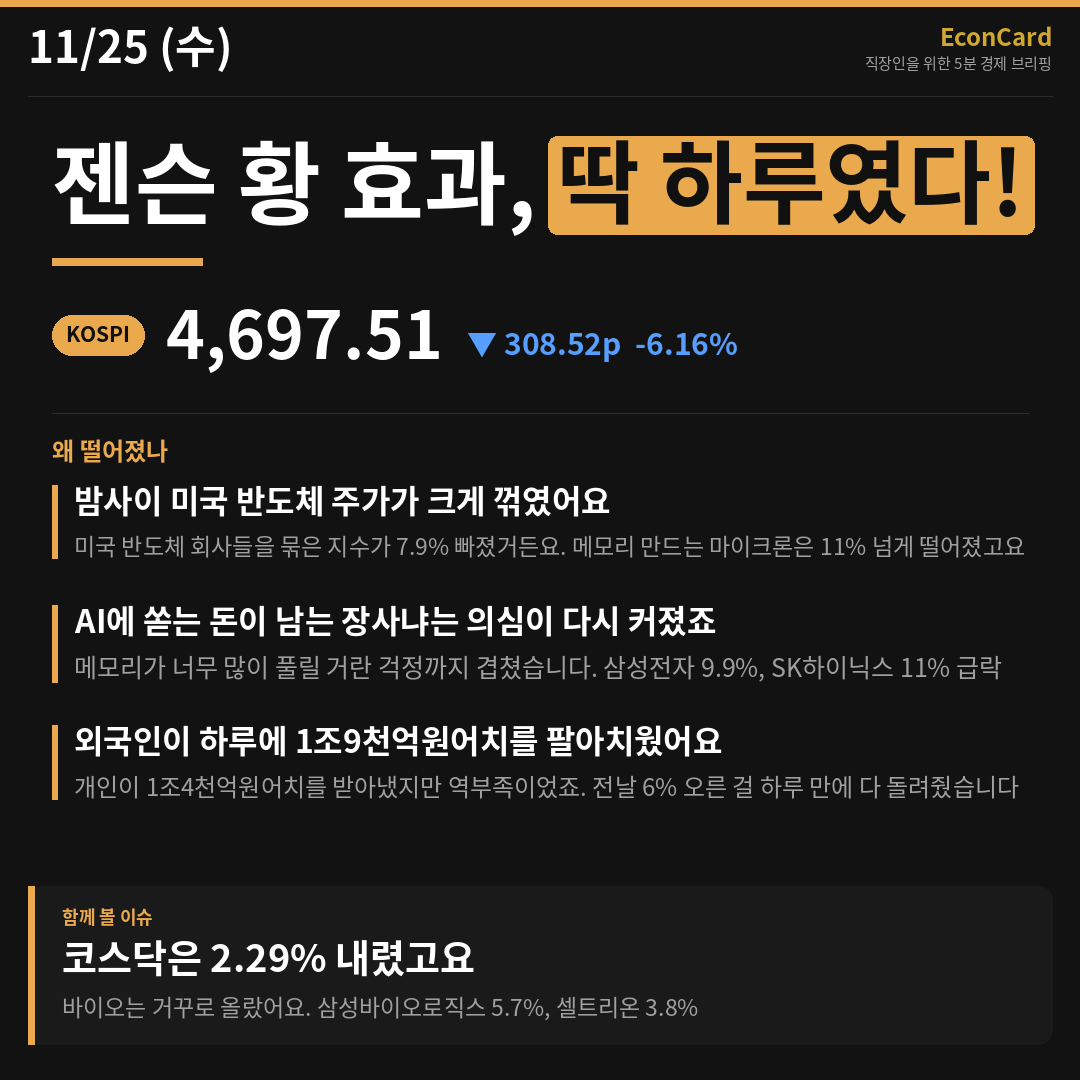 11/25 (수)
EconCard
직장인을 위한 5분 경제 브리핑
젠슨 황 효과, 딱 하루였다!
KOSPI 4,697.51 ▼ 308.52p -6.16%
왜 떨어졌나
밤사이 미국 반도체 주가가 크게 꺾였어요
미국 반도체 회사들을 묶은 지수가 7.9% 빠졌거든요. 메모리 만드는 마이크론은 11% 넘게 떨어졌고요
AI에 쏟는 돈이 남는 장사냐는 의심이 다시 커졌죠
메모리가 너무 많이 풀릴 거란 걱정까지 겹쳤습니다. 삼성전자 9.9%, SK하이닉스 11% 급락
외국인이 하루에 1조9천억원어치를 팔아치웠어요
개인이 1조4천억원어치를 받아냈지만 역부족이었죠. 전날 6% 오른 걸 하루 만에 다 돌려줬습니다
함께 볼 이슈
코스닥은 2.29% 내렸고요
바이오는 거꾸로 올랐어요. 삼성바이오로직스 5.7%, 셀트리온 3.8%